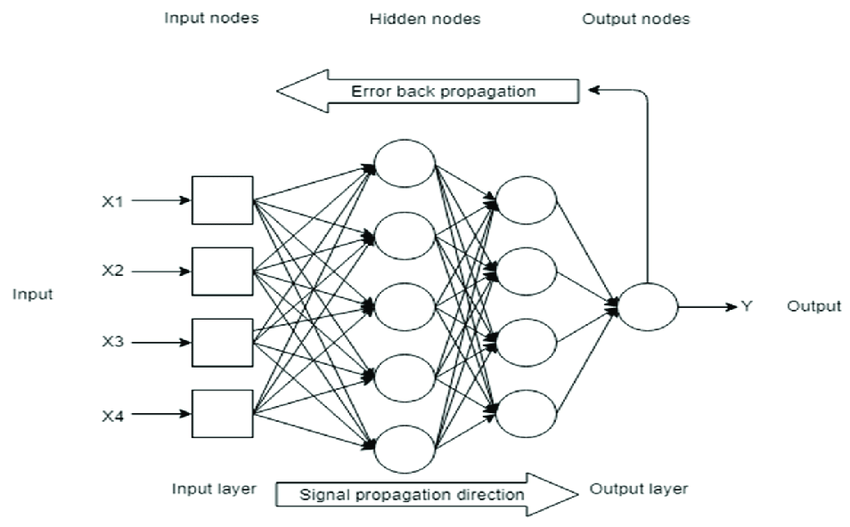 Input nodes
Hidden nodes
Output nodes
Error back propagation
X1
X2
Input
X3
X4
Y
Output
Input layer
Signal propagation direction
Output layer